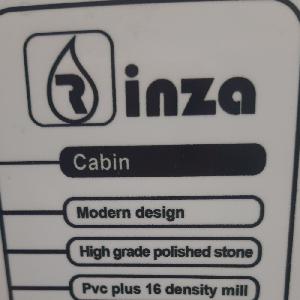 Rinza
Cabin
Modern design
High grade polished stone
Pvc plus 16 density mill